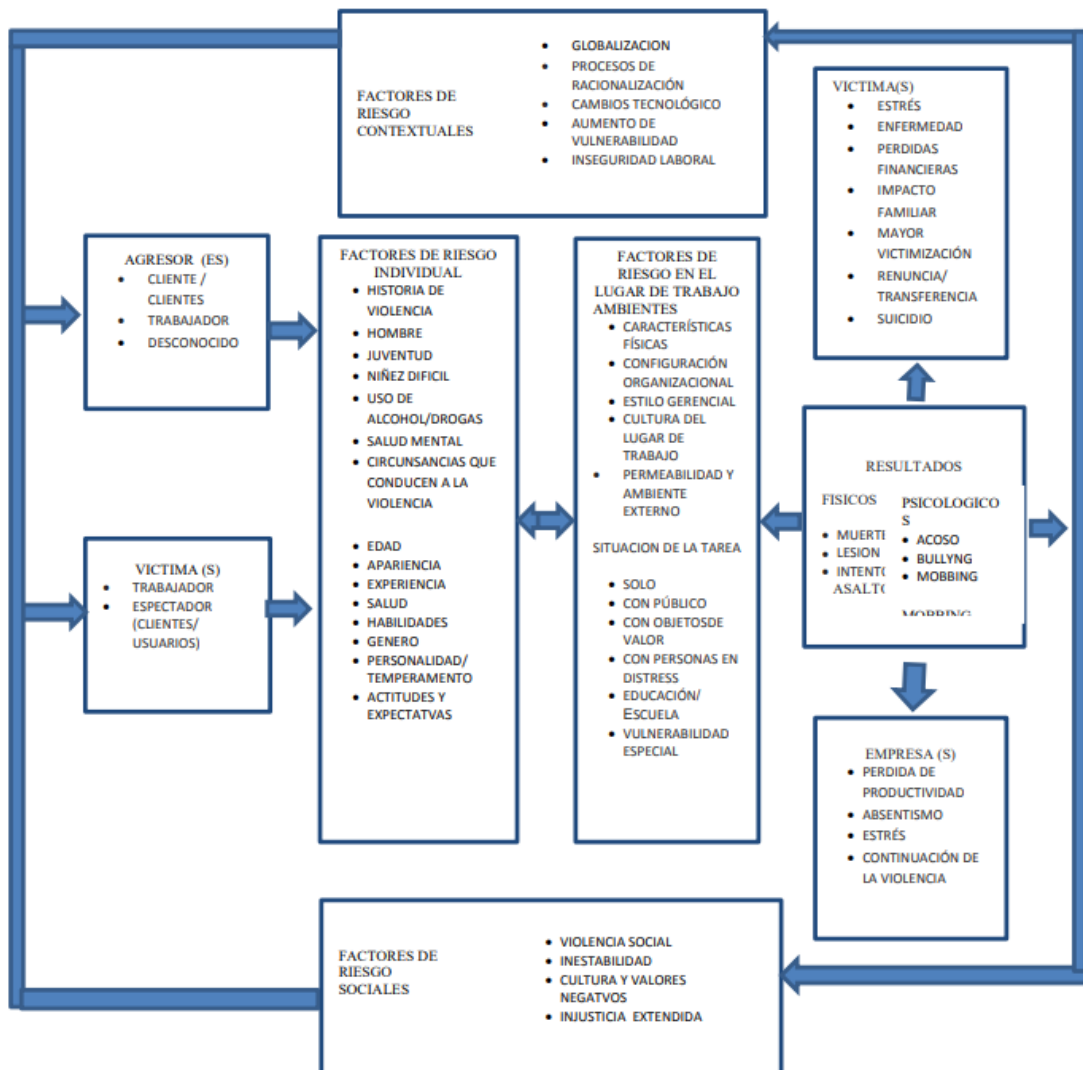 FACTORES DE
RIESGO
CONTEXTUALES
• GLOBALIZACION
• PROCESOS DE
RACIONALIZACIÓN
• CAMBIOS TECNOLÓGICO
• AUMENTO DE
VULNERABILIDAD
• INSEGURIDAD LABORAL
VICTIMA(S)
• ESTRÉS
• ENFERMEDAD
• PERDIDAS
FINANCIERAS
• IMPACTO
FAMILIAR
• MAYOR
VICTIMIZACIÓN
• RENUNCIA/
TRANSFERENCIA
• SUICIDIO
AGRESOR (ES)
• CLIENTE /
CLIENTES
• TRABAJADOR
• DESCONOCIDO
VICTIMA (S)
• TRABAJADOR
• ESPECTADOR
(CLIENTES/
USUARIOS)
FACTORES DE RIESGO
INDIVIDUAL
• HISTORIA DE
VIOLENCIA
• HOMBRE
• JUVENTUD
• NIÑEZ DIFICIL
• USO DE
ALCOHOL/DROGAS
• SALUD MENTAL
• CIRCUNSANCIAS QUE
CONDUCEN A LA
VIOLENCIA
• EDAD
• APARIENCIA
• EXPERIENCIA
• SALUD
• HABILIDADES
• GENERO
• PERSONALIDAD/
TEMPERAMENTO
• ACTITUDES Y
EXPECTATVAS
FACTORES DE
RIESGO EN EL
LUGAR DE TRABAJO
AMBIENTES
• CARACTERÍSTICAS
FÍSICAS
• CONFIGURACIÓN
ORGANIZACIONAL
• ESTILO GERENCIAL
• CULTURA DEL
LUGAR DE
TRABAJO
• PERMEABILIDAD Y
AMBIENTE
EXTERNO
SITUACION DE LA TAREA
• SOLO
• CON PÚBLICO
• CON OBJETOSDE
VALOR
• CON PERSONAS EN
DISTRESS
• EDUCACIÓN/
ESCUELA
• VULNERABILIDAD
ESPECIAL
RESULTADOS
FISICOS
• MUERTE
• LESION
• INTENTO
ASALTO
PSICOLOGICO
S
• ACOSO
• BULLYNG
• MOBBING
MOBBING
EMPRESA (S)
• PERDIDA DE
PRODUCTIVIDAD
• ABSENTISMO
• ESTRÉS
• CONTINUACIÓN DE
LA VIOLENCIA
FACTORES DE
RIESGO
SOCIALES
• VIOLENCIA SOCIAL
• INESTABILIDAD
• CULTURA Y VALORES
NEGATVOS
• INJUSTICIA EXTENDIDA